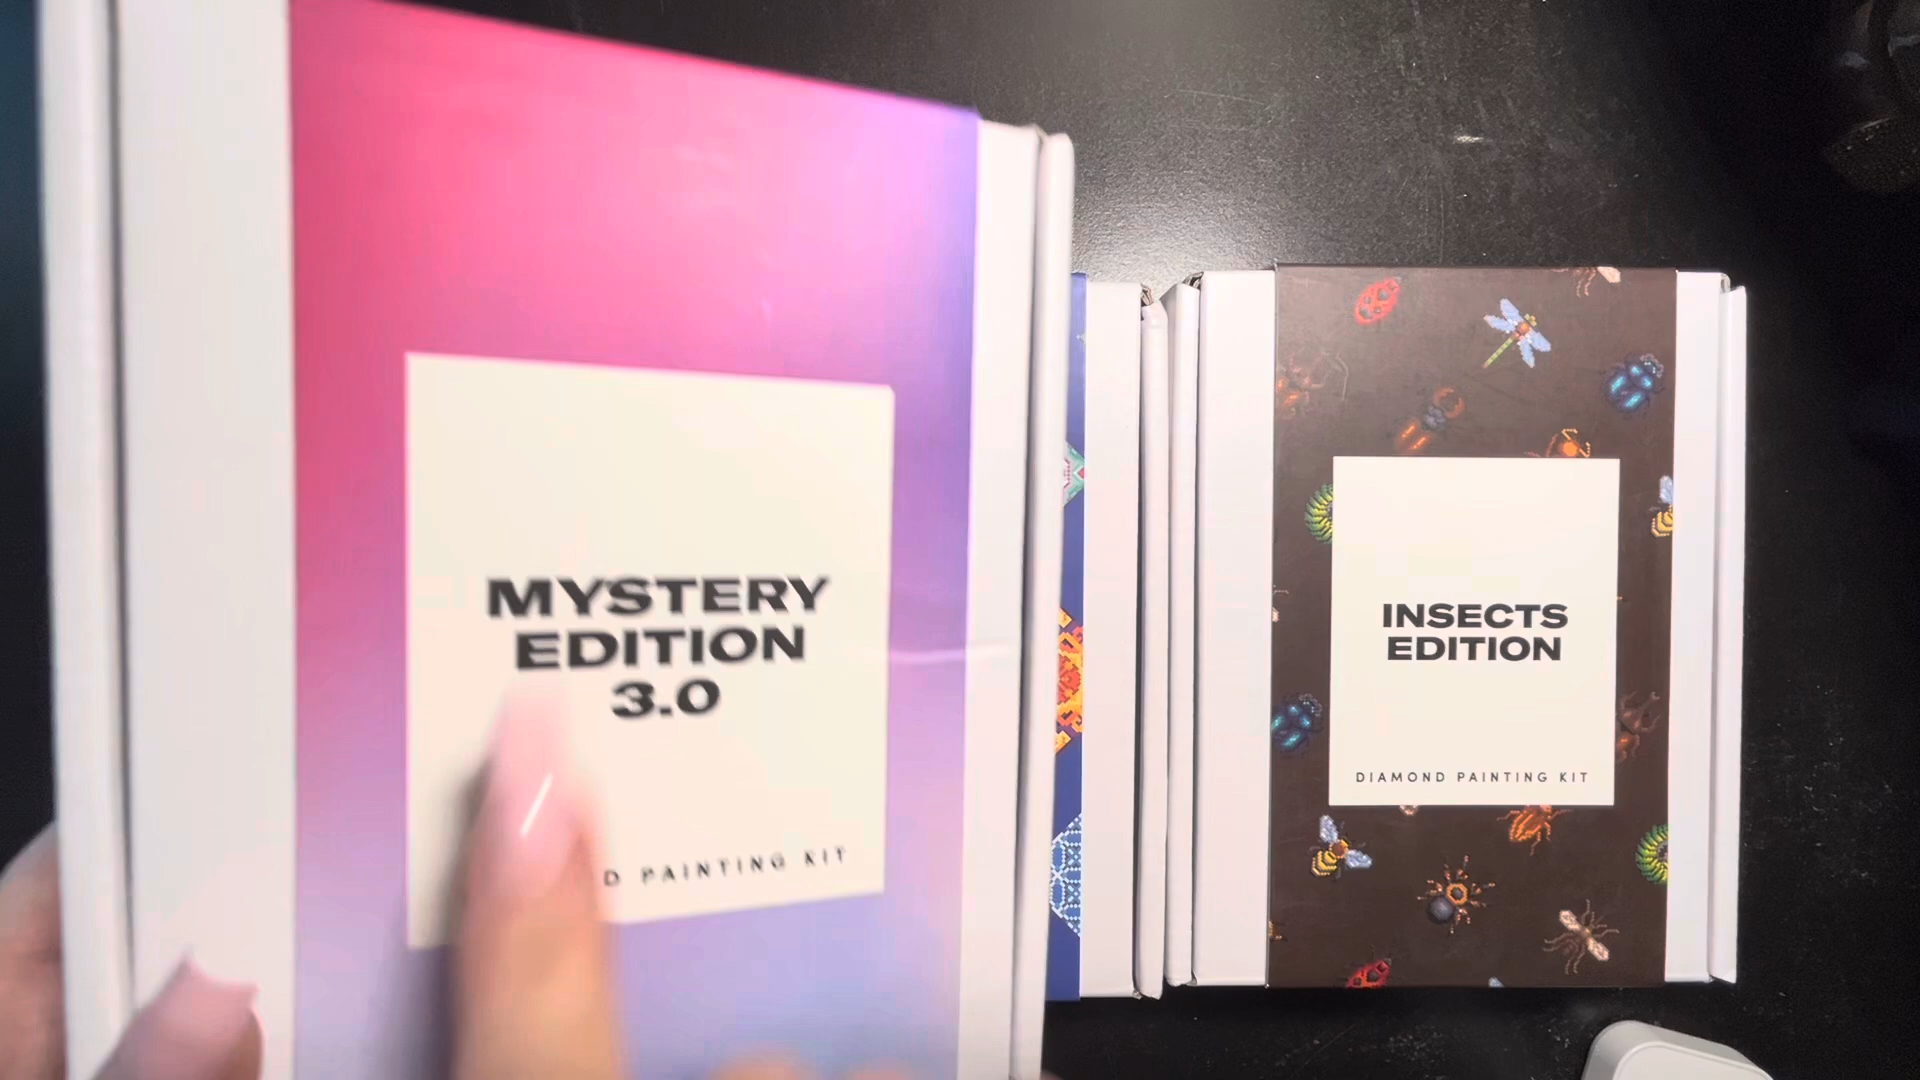 MYSTERY
EDITION
3.0
D PAINTING KIT
INSECTS
EDITION
DIAMOND PAINTING KIT